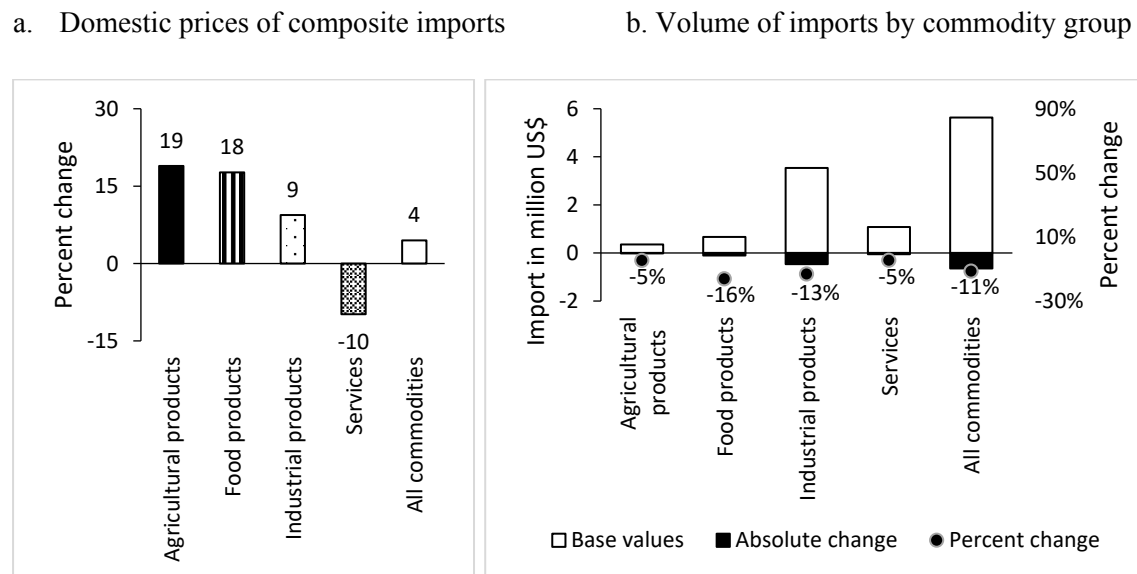 a. Domestic prices of composite imports
b. Volume of imports by commodity group
Percent change
30
15
0
-15
19
18
9
-10
4
Agricultural products
Food products
Industrial products
Services
All commodities
Import in million US$
6
4
2
0
-2
90%
50%
10%
-30%
Percent change
-5%
-16%
-13%
-5%
-11%
Agricultural
products
Food products
Industrial products
Services
All commodities
Base values Absolute change Percent change